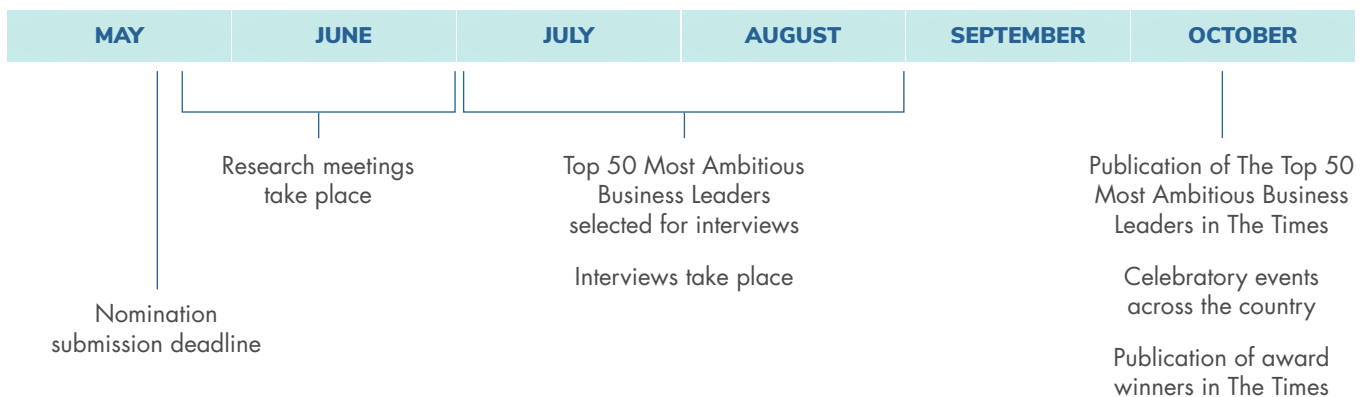 MAY
JUNE
JULY
AUGUST
SEPTEMBER
OCTOBER
Research meetings
take place
Top 50 Most Ambitious
Business Leaders
selected for interviews
Interviews take place
Publication of The Top 50
Most Ambitious Business
Leaders in The Times
Celebratory events
across the country
Publication of award
winners in The Times
Nomination
submission deadline